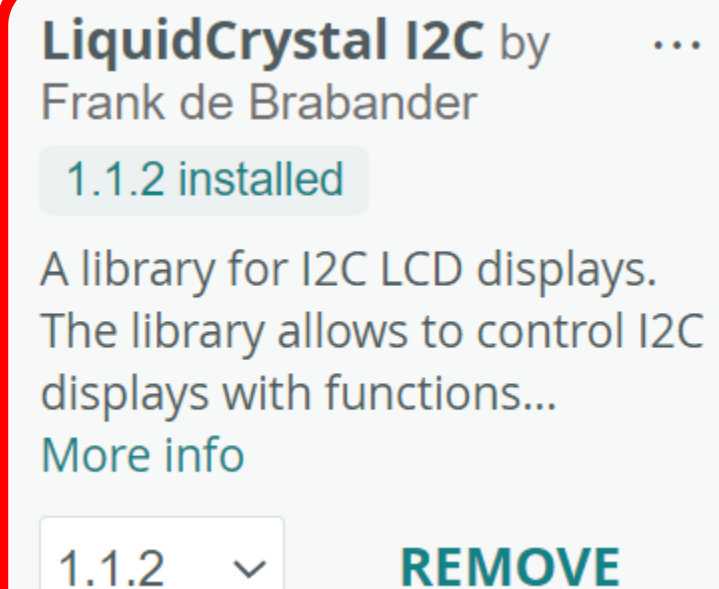 LiquidCrystal I2C by ...
Frank de Brabander
1.1.2 installed
A library for I2C LCD displays.
The library allows to control I2C
displays with functions...
More info
1.1.2
REMOVE